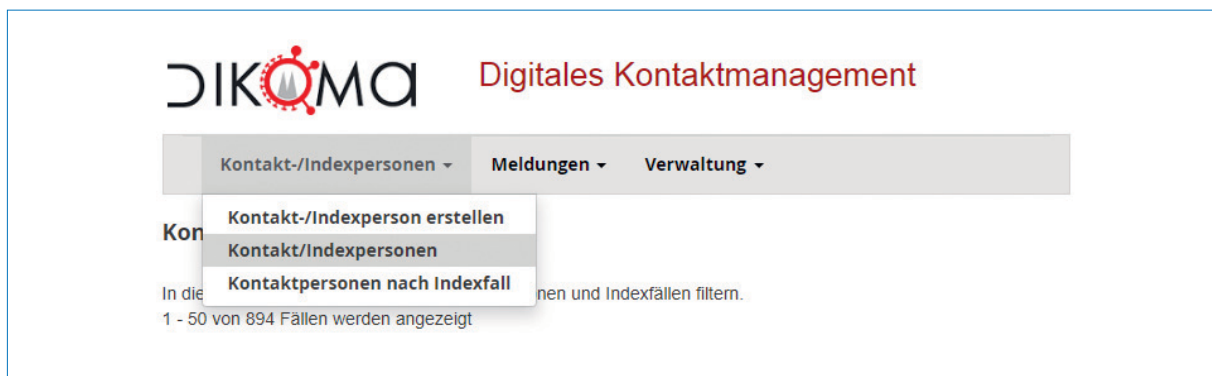 DIKOMA
Digitales Kontaktmanagement
Kontakt-/Indexpersonen Meldungen Verwaltung
Kontakt-/Indexperson erstellen
Kon
Kontakt/Indexpersonen
Kontaktpersonen nach Indexfall
In die nen und Indexfällen filtern.
1 - 50 von 894 Fällen werden angezeigt